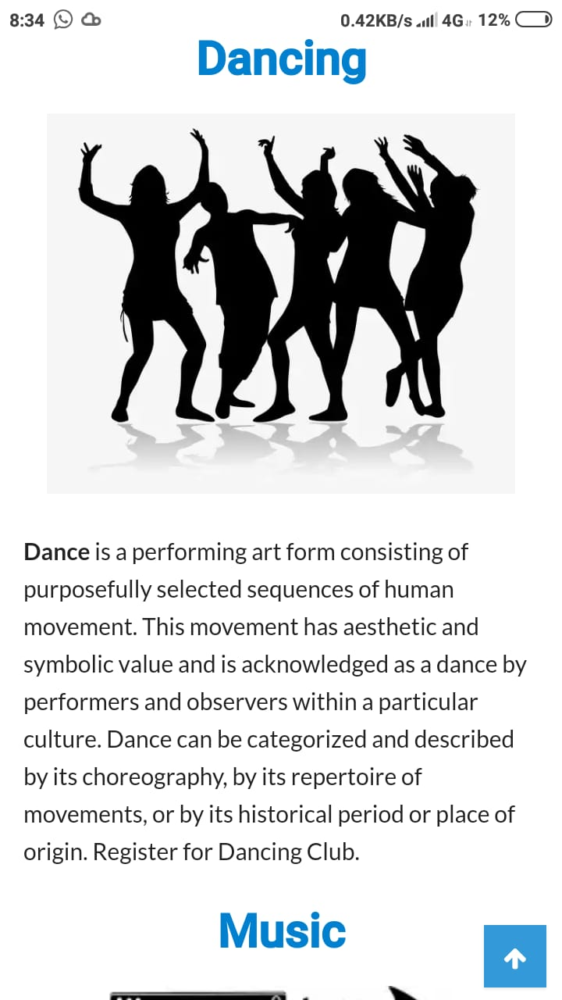 8:34 0.42KB/s 4G 12%
Dancing
Dance is a performing art form consisting of
purposefully selected sequences of human
movement. This movement has aesthetic and
symbolic value and is acknowledged as a dance by
performers and observers within a particular
culture. Dance can be categorized and described
by its choreography, by its repertoire of
movements, or by its historical period or place of
origin. Register for Dancing Club.
Music